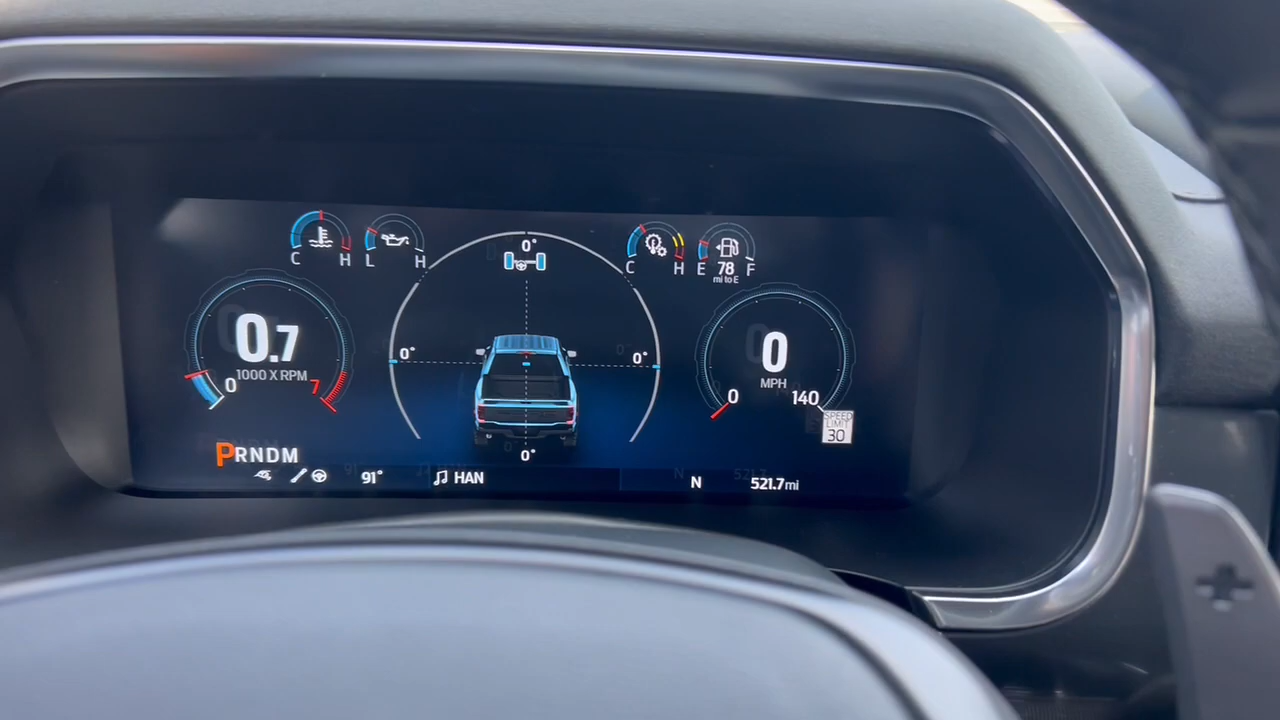 C H
L H
0°
C H
E F
78
mi to E
0.7
1000 X RPM
0 7
0°
0°
0
MPH
0 140
SPEED
LIMIT
30
PRNDM
0°
91°
HAN
N
521.7mi